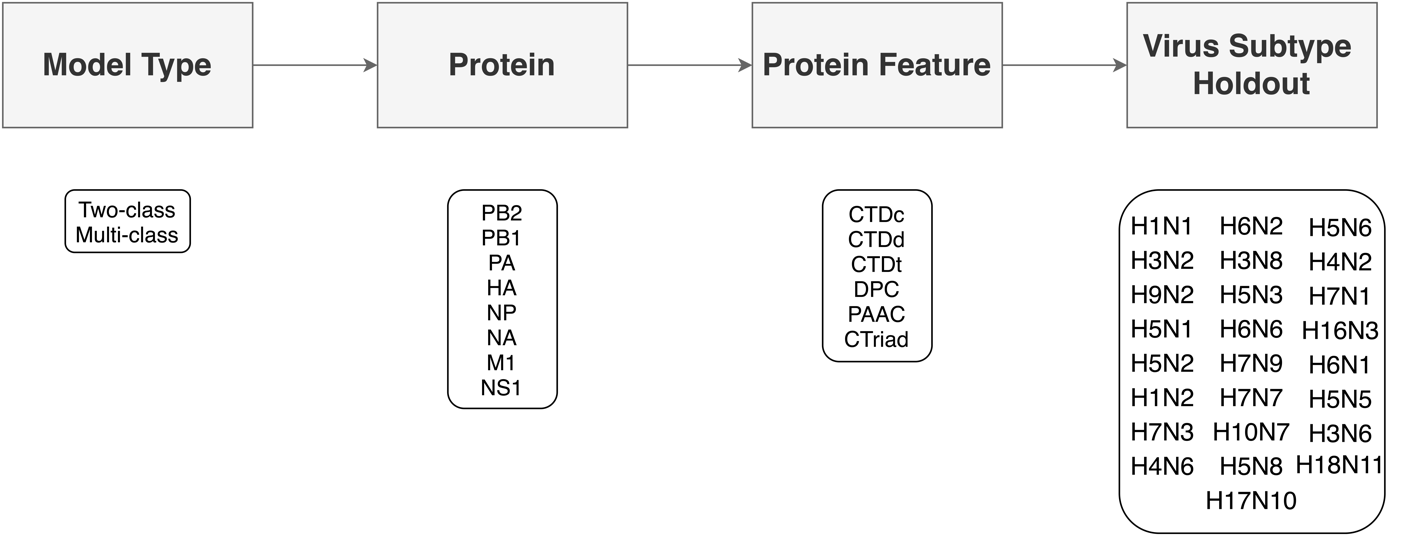 Model Type
Protein
Protein Feature
Virus Subtype
Holdout
Two-class
Multi-class
PB2
PB1
PA
HA
NP
NA
M1
NS1
CTDc
CTDd
CTDt
DPC
PAAC
CTriad
H1N1 H6N2 H5N6
H3N2 H3N8 H4N2
H9N2 H5N3 H7N1
H5N1 H6N6 H16N3
H5N2 H7N9 H6N1
H1N2 H7N7 H5N5
H7N3 H10N7 H3N6
H4N6 H5N8 H18N11
H17N10